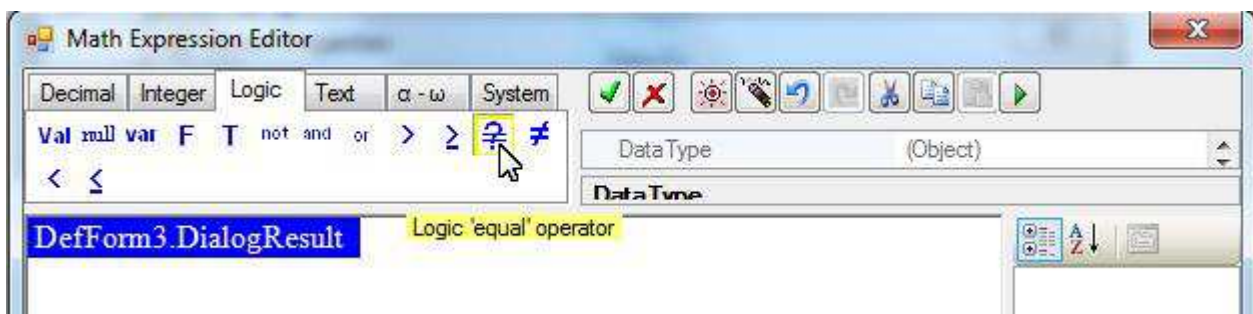 Math Expression Editor
Decimal Integer Logic Text α - ω System
Val null var F T not and or > ≥ = ≠
DataType (Object)
< ≤
DataType
DefForm3.DialogResult
Logic 'equal' operator
A
Z